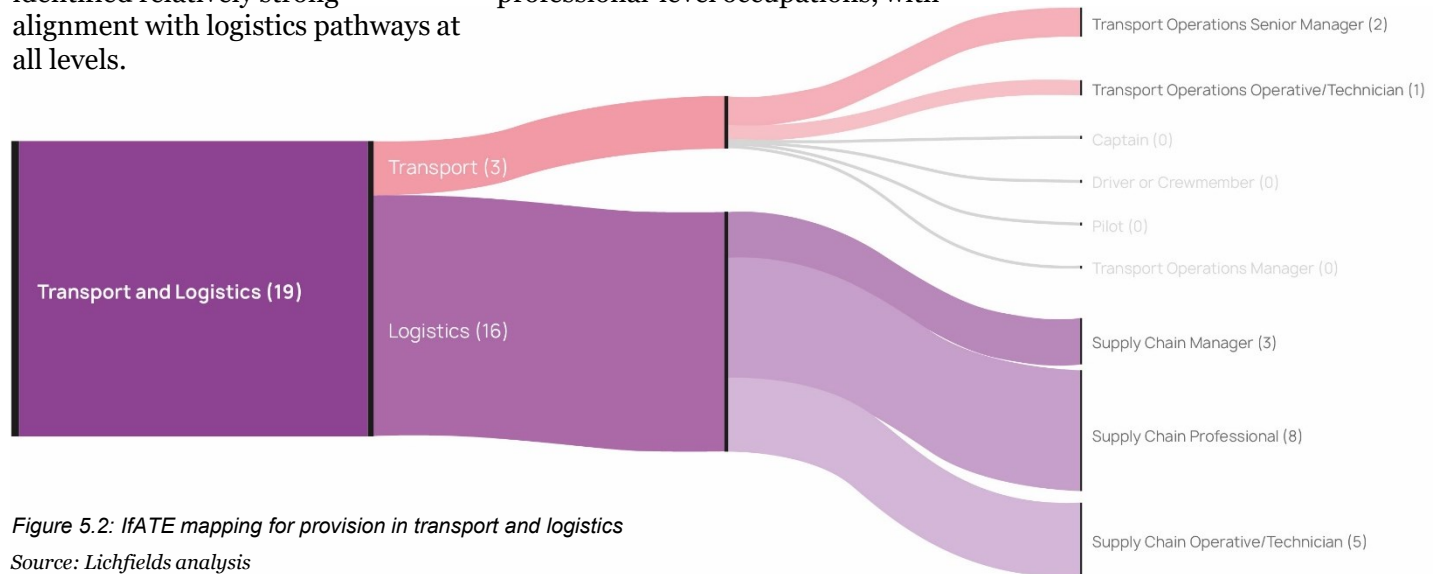 alignment with logistics pathways at
all levels.
Transport Operations Senior Manager (2)
Transport Operations Operative/Technician (1)
Captain (0)
Driver or Crewmember (0)
Pilot (0)
Transport Operations Manager (0)
Transport (3)
Transport and Logistics (19)
Logistics (16)
Supply Chain Manager (3)
Supply Chain Professional (8)
Supply Chain Operative/Technician (5)
Figure 5.2: IfATE mapping for provision in transport and logistics
Source: Lichfields analysis